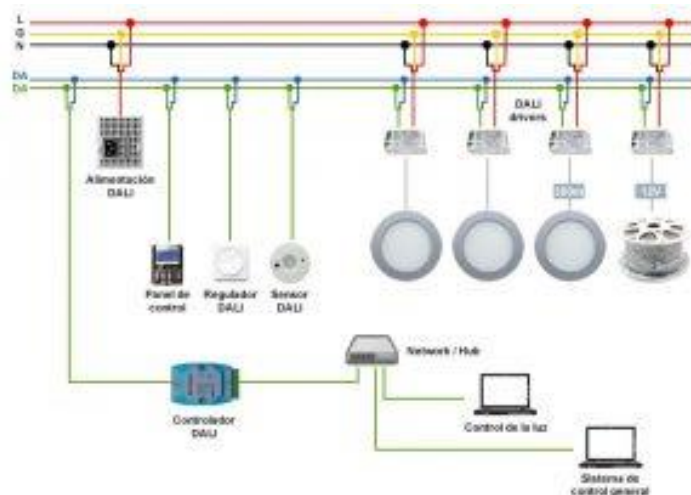 L
G
N
DA
DA
DALI
drivers
Alimentación
DALI
Panel de
control
Regulador
DALI
Sensor
DALI
Network / Hub
Controlador
DALI
Control de la luz
Sistema de
control general